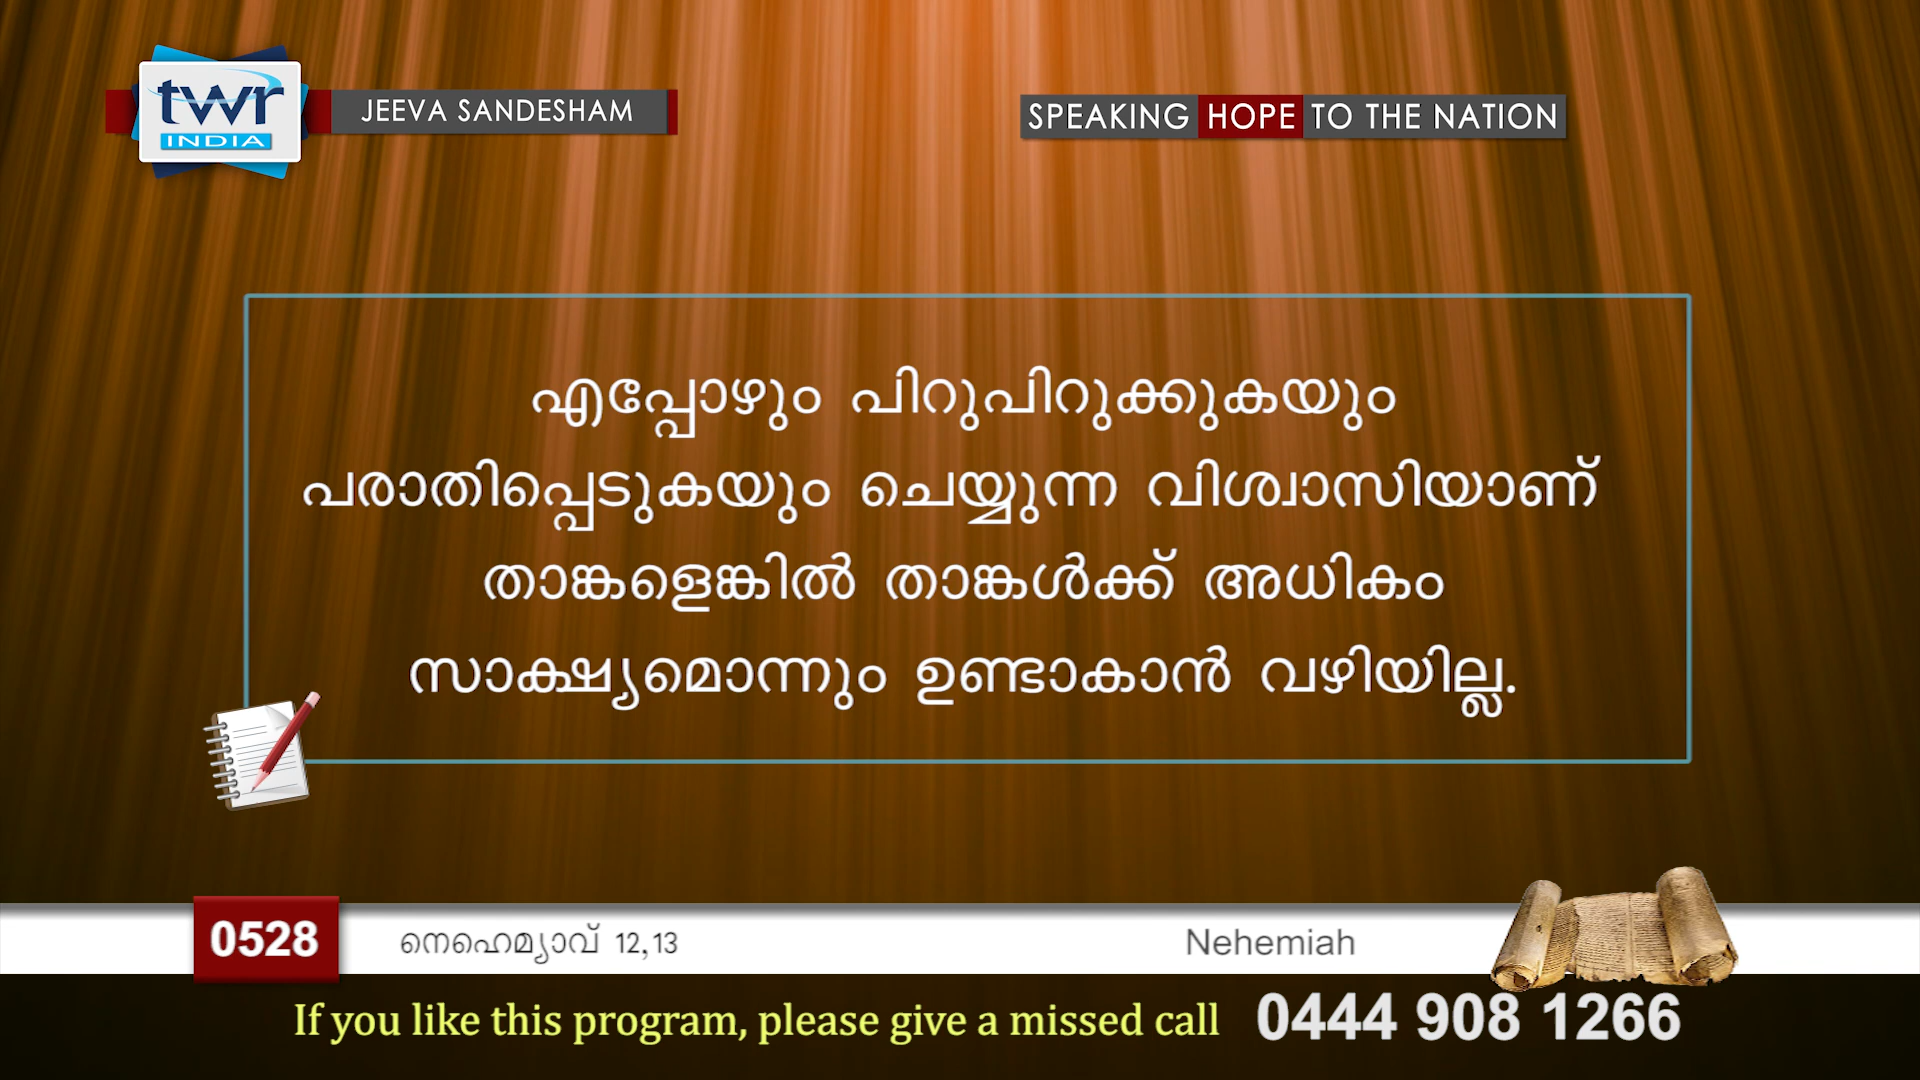 twr
INDIA
JEEVA SANDESHAM
SPEAKING HOPE TO THE NATION
എപ്പോഴും പിറുപിറുക്കുകയും
പരാതിപ്പെടുകയും ചെയ്യുന്ന വിശ്വാസിയാണ്
താങ്കളെങ്കിൽ താങ്കൾക്ക് അധികം
സാക്ഷ്യമൊന്നും ഉണ്ടാകാൻ വഴിയില്ല.
0528 നെഹെമ്യാവ് 12,13 Nehemiah
If you like this program, please give a missed call 0444 908 1266